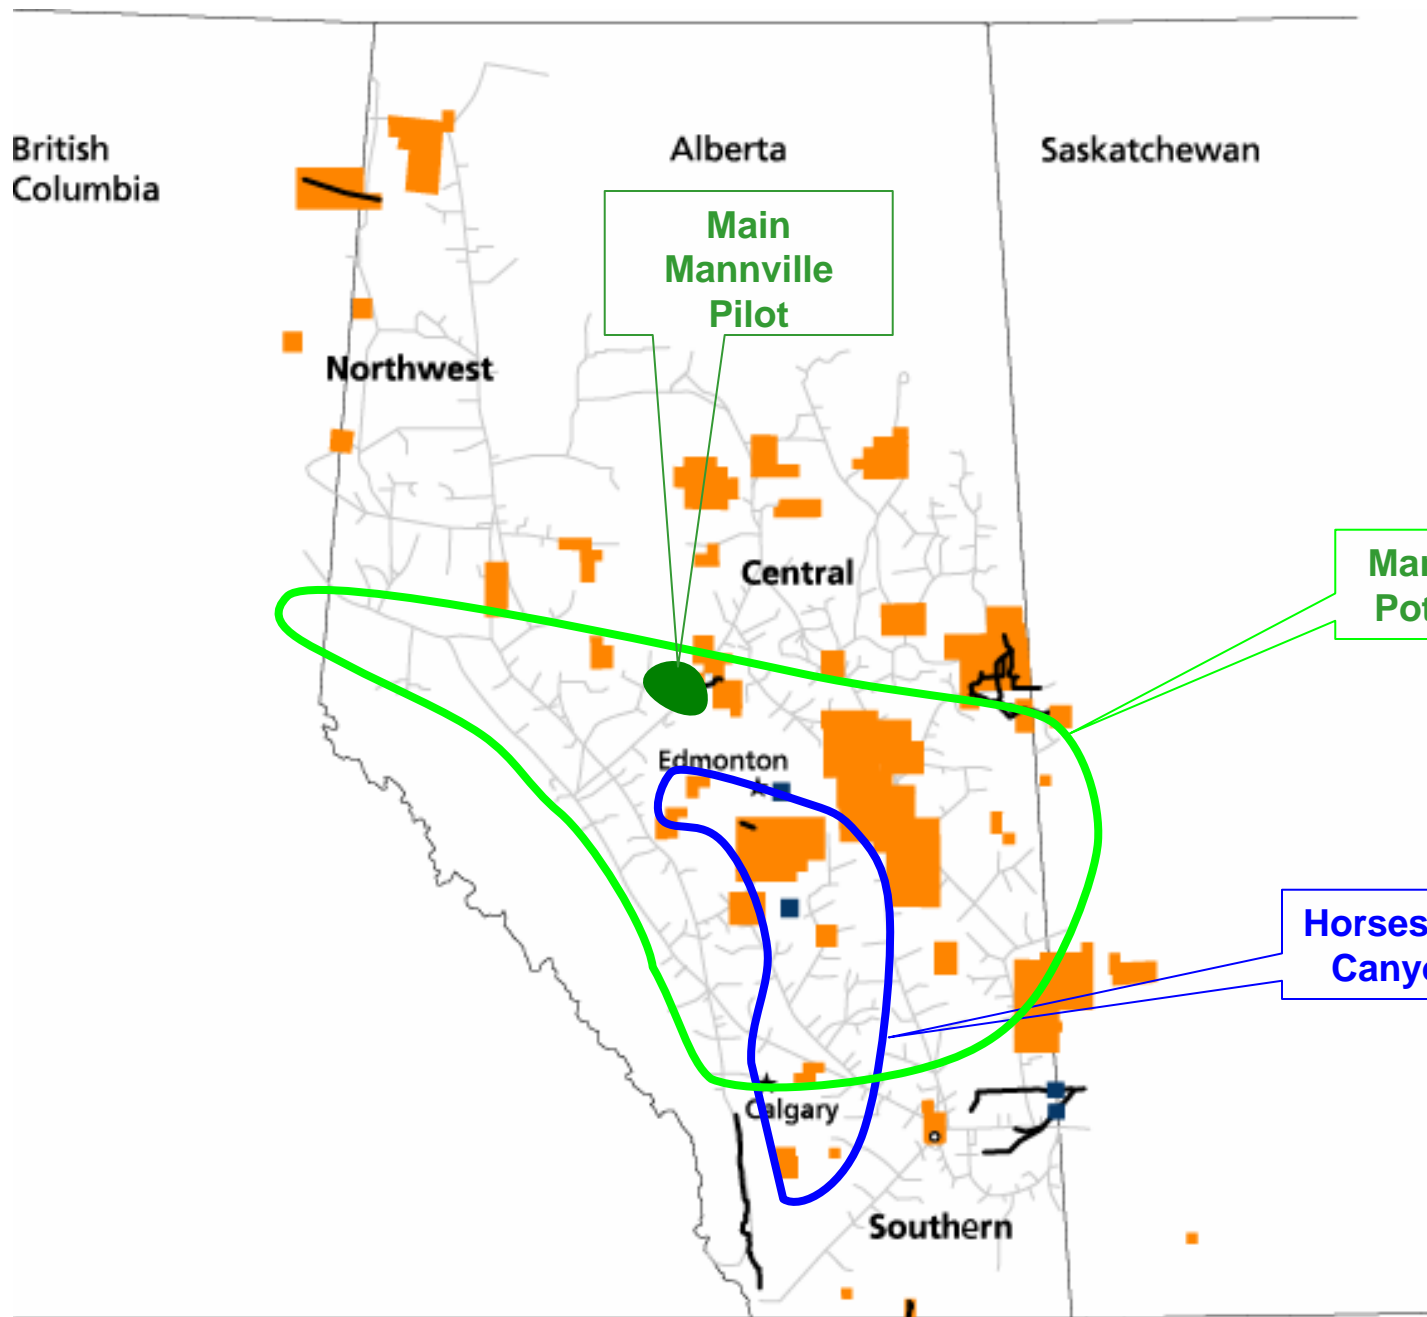 British
Columbia
Alberta
Saskatchewan
Main
Mannville
Pilot
Northwest
Central
Edmonton
Calgary
Southern